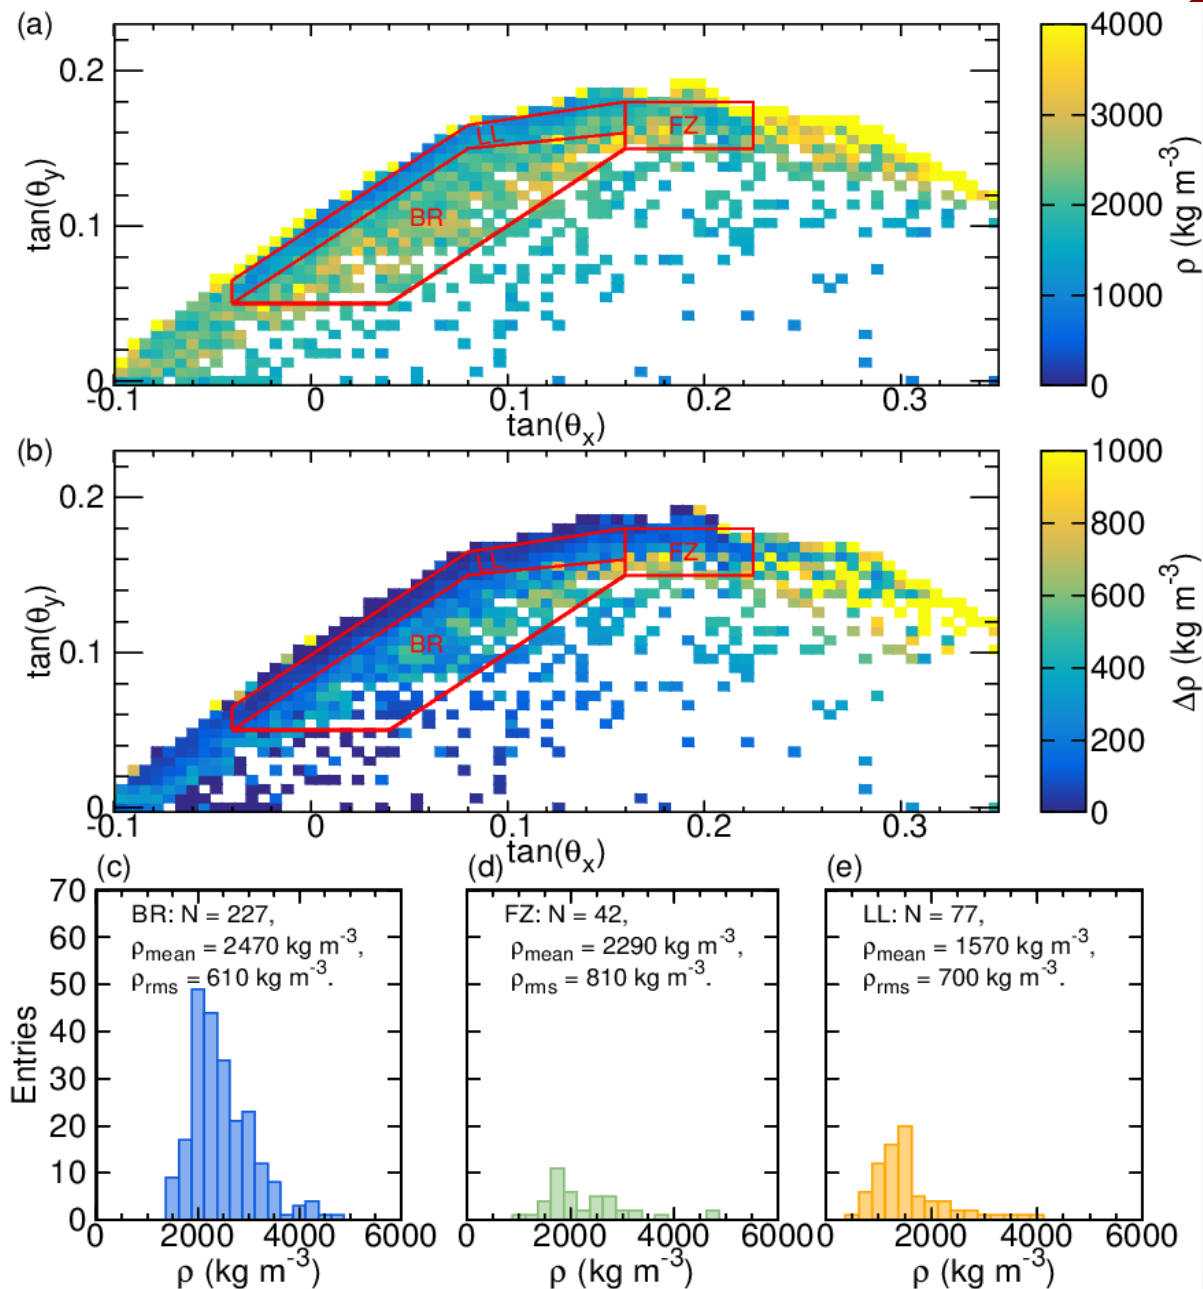 (a)
0.2
0.1
0
tan(θy)
-0.1 0 0.1 0.2 0.3
tan(θx)
LL
FZ
BR
4000
3000
2000
1000
0
ρ (kg m-3)
(b)
0.2
0.1
0
tan(θy)
-0.1 0 0.1 0.2 0.3
tan(θx)
LL
FZ
BR
1000
800
600
400
200
0
Δρ (kg m-3)
(c)
70
60
50
40
30
20
10
0
Entries
BR: N = 227,
ρmean = 2470 kg m-3,
ρrms = 610 kg m-3.
0 2000 4000 6000
ρ (kg m-3)
(d)
FZ: N = 42,
ρmean = 2290 kg m-3,
ρrms = 810 kg m-3.
0 2000 4000 6000
ρ (kg m-3)
(e)
LL: N = 77,
ρmean = 1570 kg m-3,
ρrms = 700 kg m-3.
0 2000 4000 6000
ρ (kg m-3)